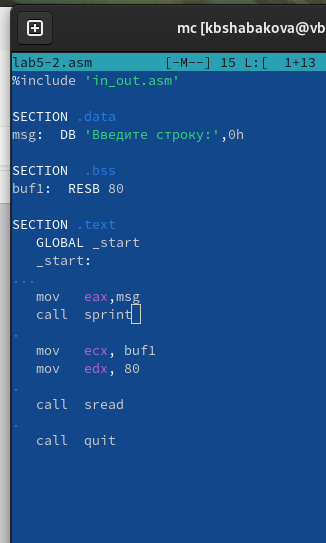 mc [kbshabakova@vb
lab5-2.asm [-M--] 15 L:[ 1+13
%include 'in_out.asm'
SECTION .data
msg: DB 'Введите строку:',0h
SECTION .bss
buf1: RESB 80
SECTION .text
GLOBAL _start
_start:
...
mov eax,msg
call sprint
.
mov ecx, buf1
mov edx, 80
.
call sread
.
call quit